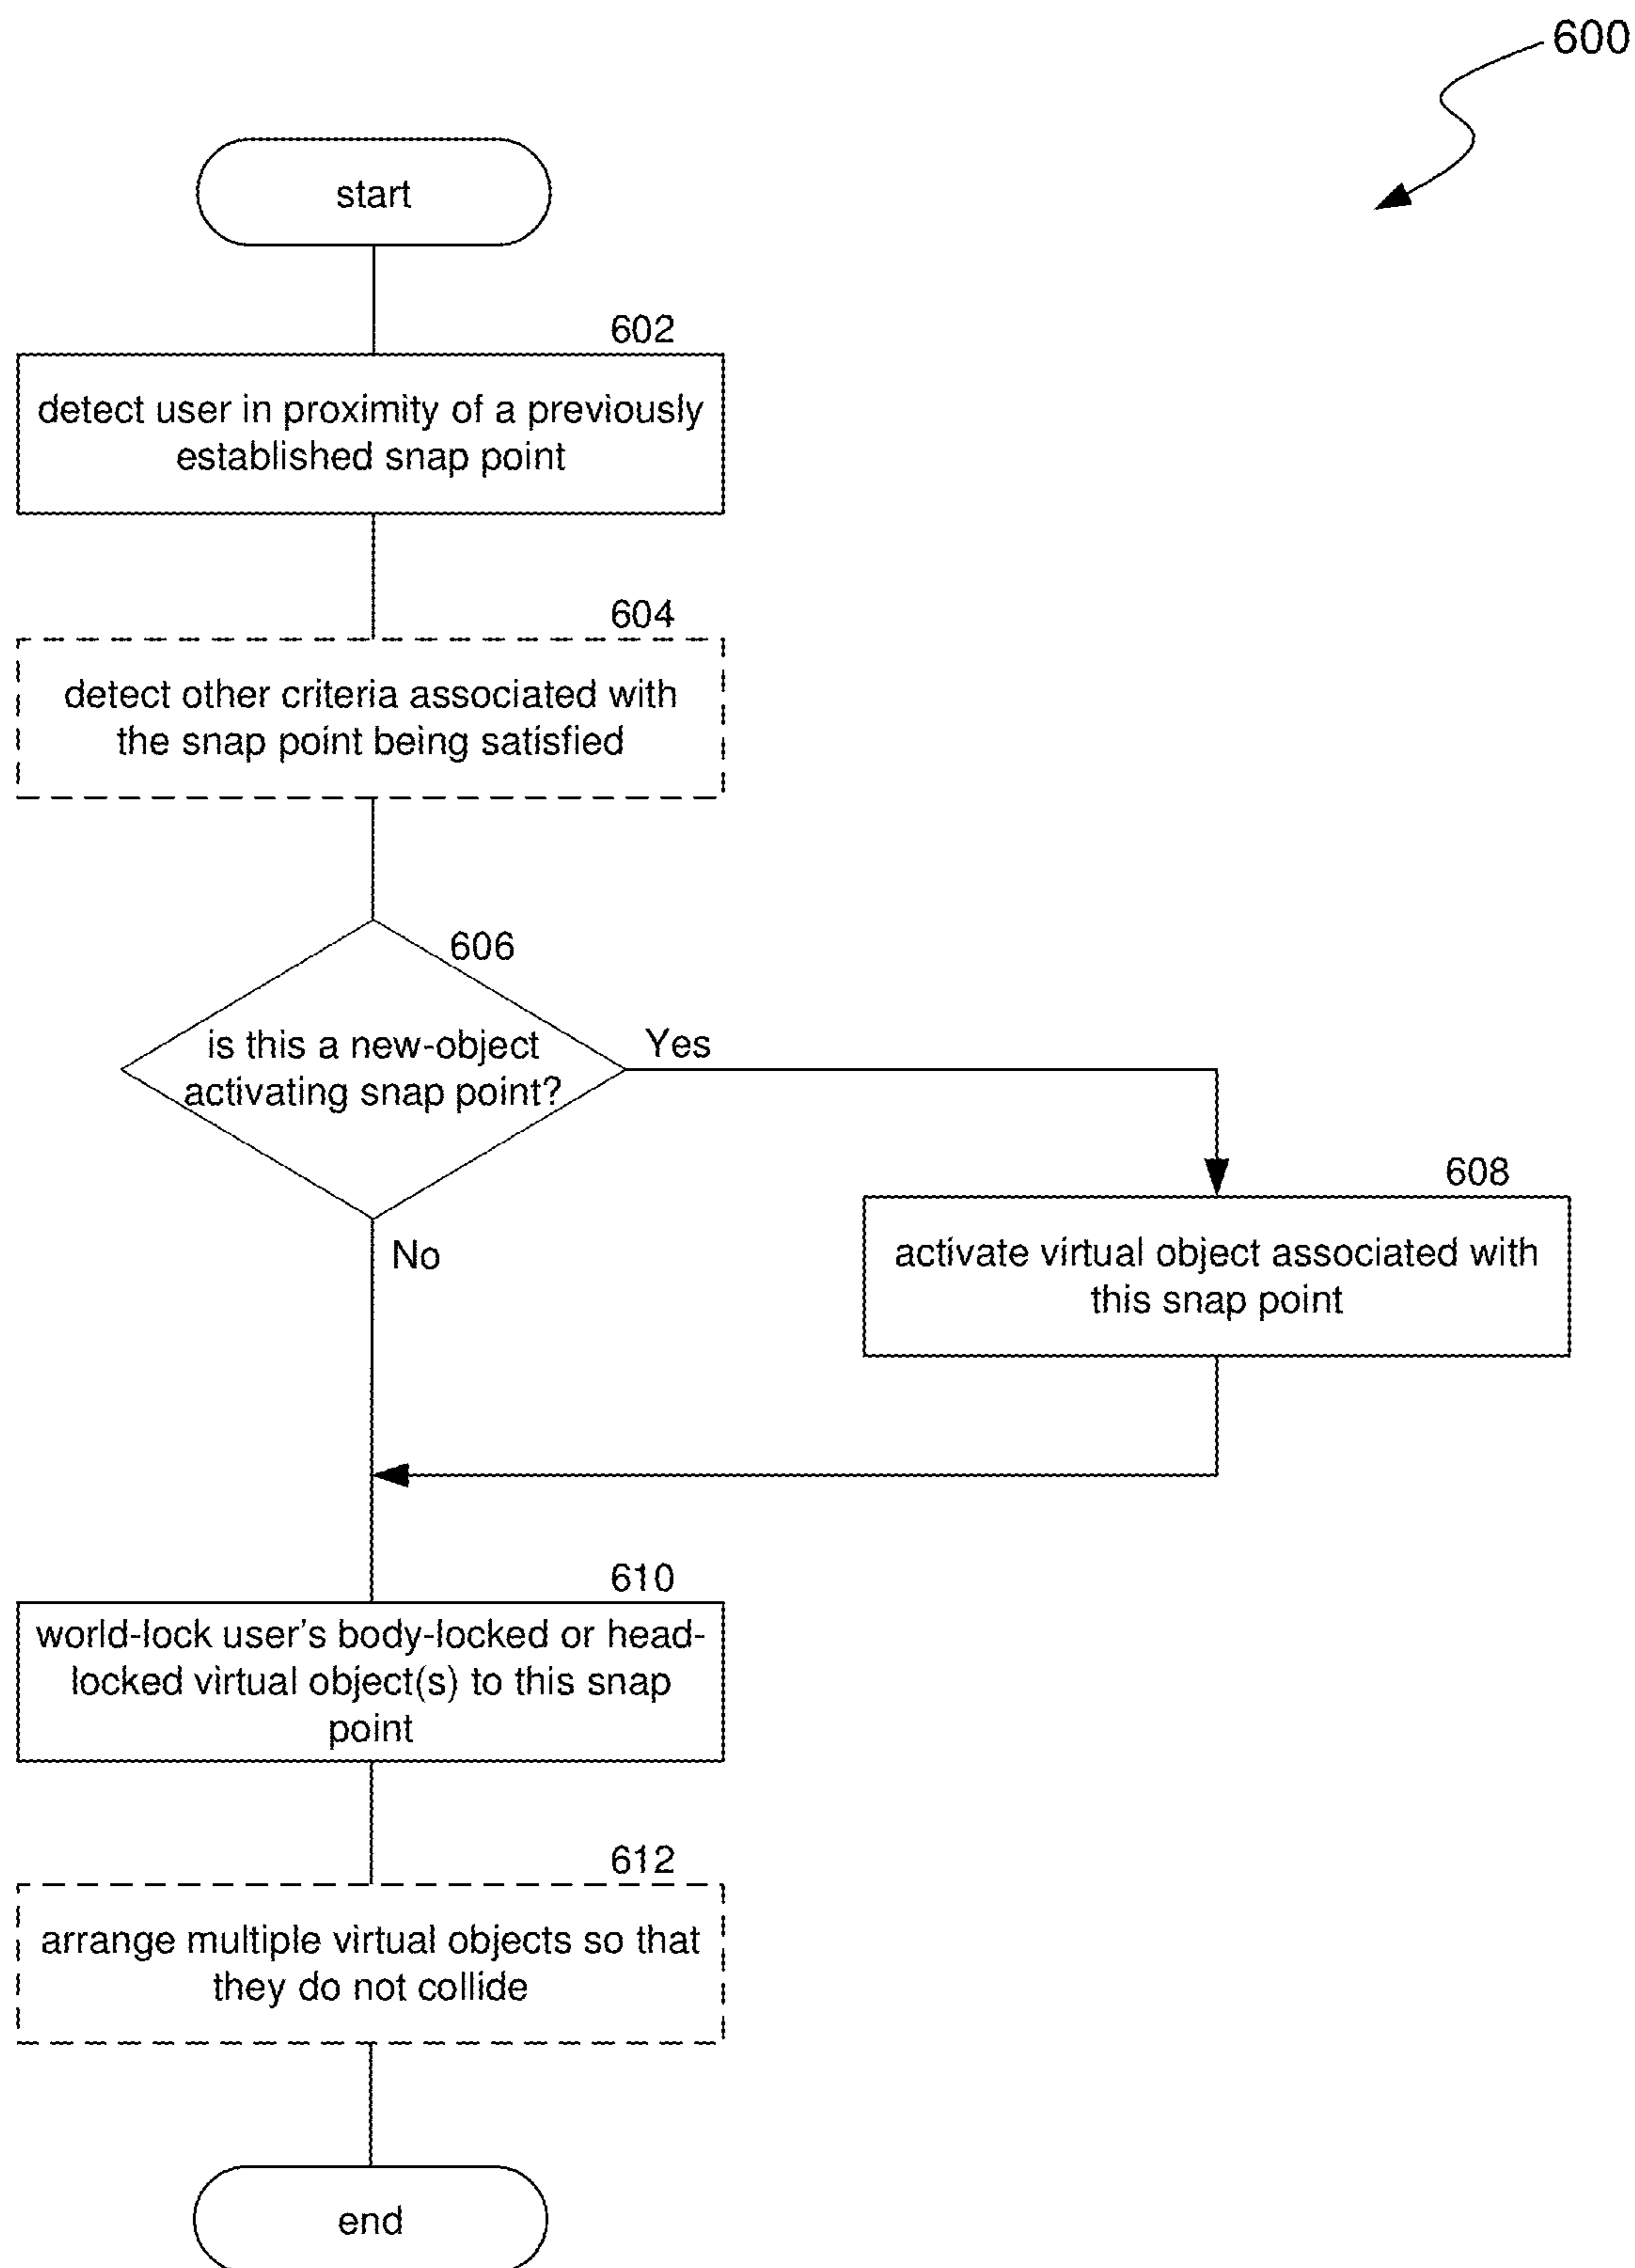 600
start
602
detect user in proximity of a previously
established snap point
604
detect other criteria associated with
the snap point being satisfied
606
is this a new-object
activating snap point?
Yes
No
608
activate virtual object associated with
this snap point
610
world-lock user's body-locked or head-
locked virtual object(s) to this snap
point
612
arrange multiple virtual objects so that
they do not collide
end